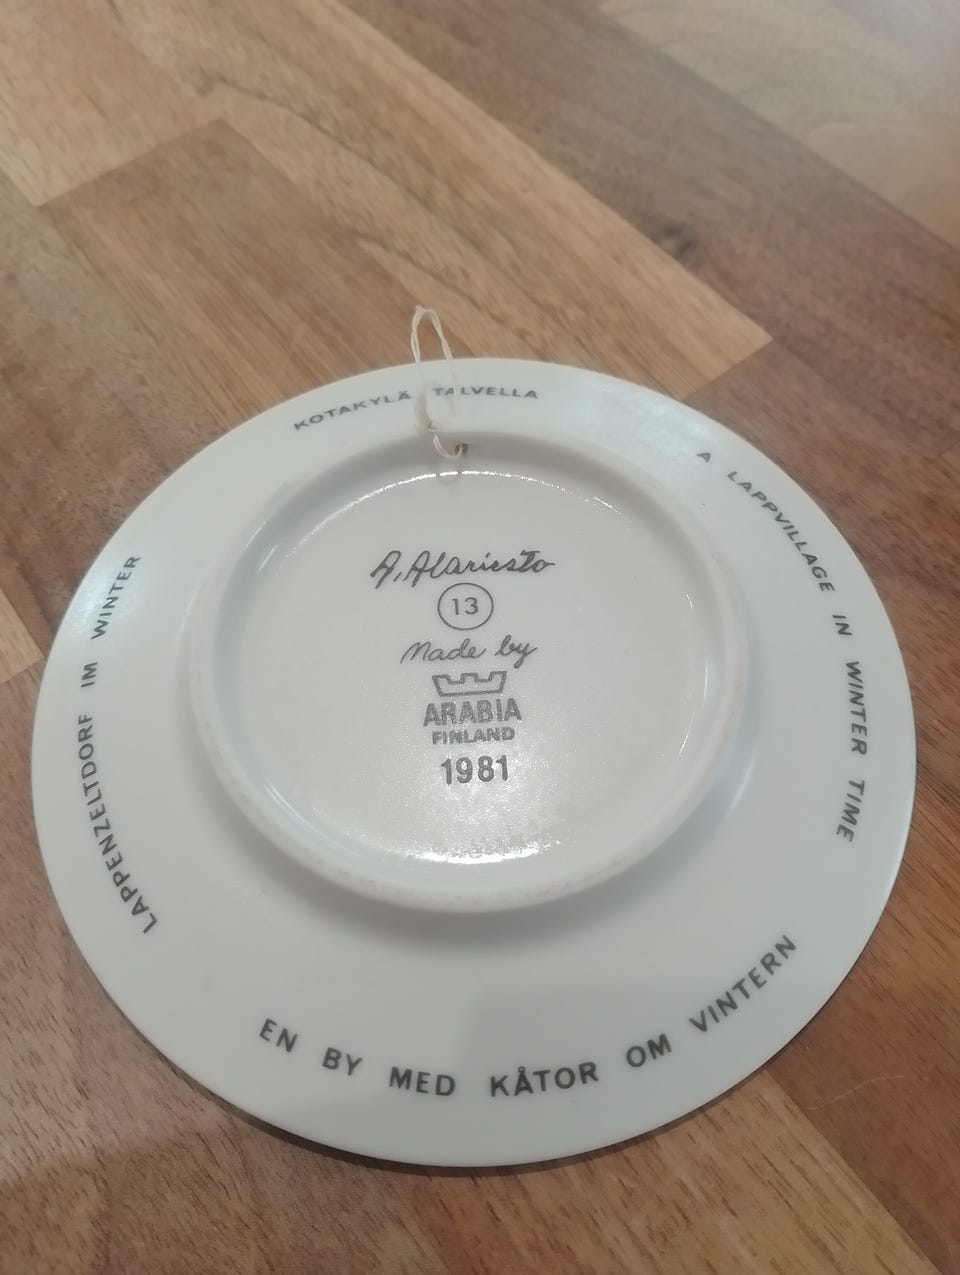 KOTAKYLÄ TALVELLA
A LAPPVILLAGE IN WINTER TIME
EN BY MED KÅTOR OM VINTERN
LAPPENZELTDORF IM WINTER
A. Alariesto
13
Made by
ARABIA
FINLAND
1981